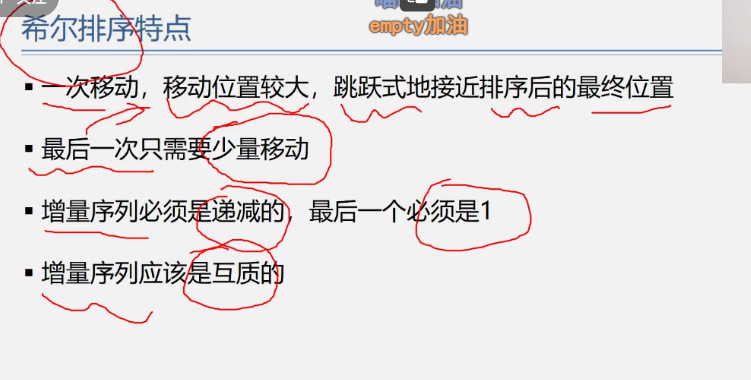 希尔排序特点
empty加油
▪ 一次移动，移动位置较大，跳跃式地接近排序后的最终位置
▪ 最后一次只需要少量移动
▪ 增量序列必须是递减的，最后一个必须是1
▪ 增量序列应该是互质的